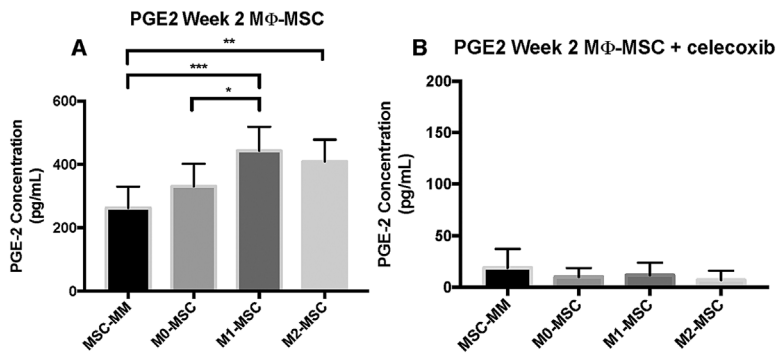 PGE2 Week 2 MΦ-MSC
A
**
***
*
PGE-2 Concentration
(pg/mL)
600
400
200
0
MSC-MM
M0-MSC
M1-MSC
M2-MSC
B
PGE2 Week 2 MΦ-MSC + celecoxib
PGE-2 Concentration
(pg/mL)
200
150
100
50
0
MSC-MM
M0-MSC
M1-MSC
M2-MSC